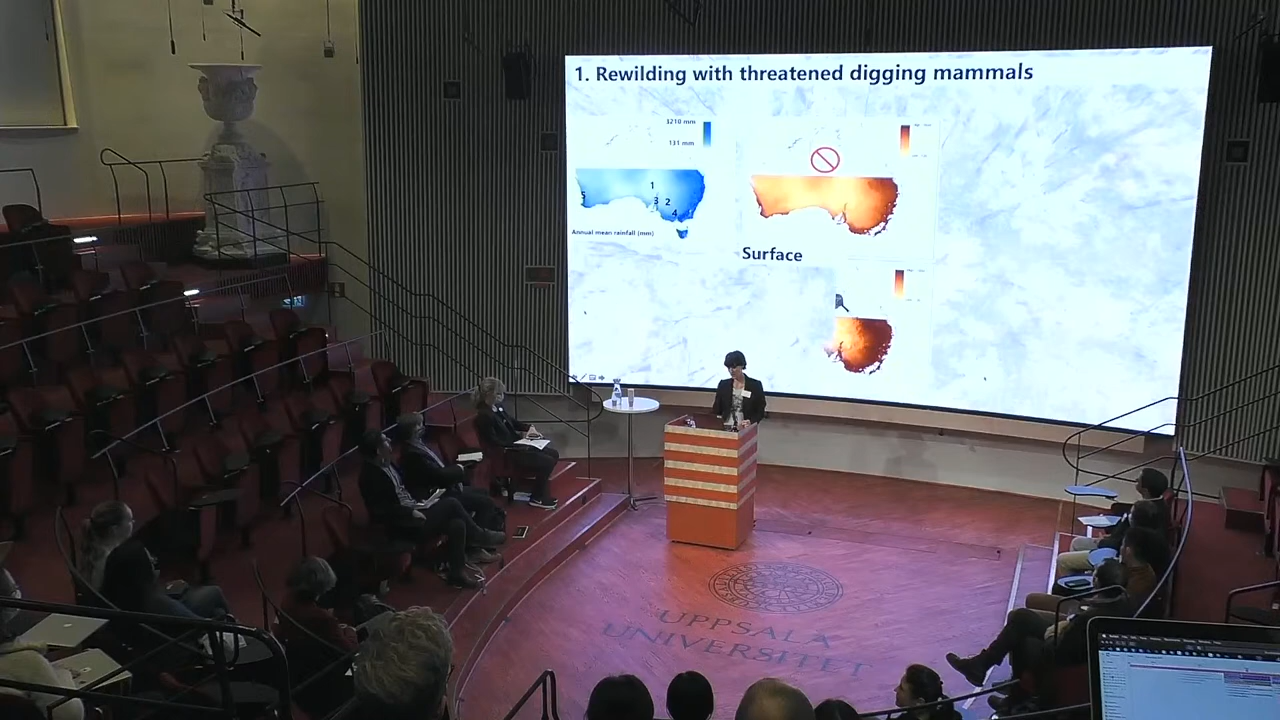 1. Rewilding with threatened digging mammals
3210 mm
131 mm
1
5
3 2
4
Annual mean rainfall (mm)
Surface
UPPSALA
UNIVERSITET